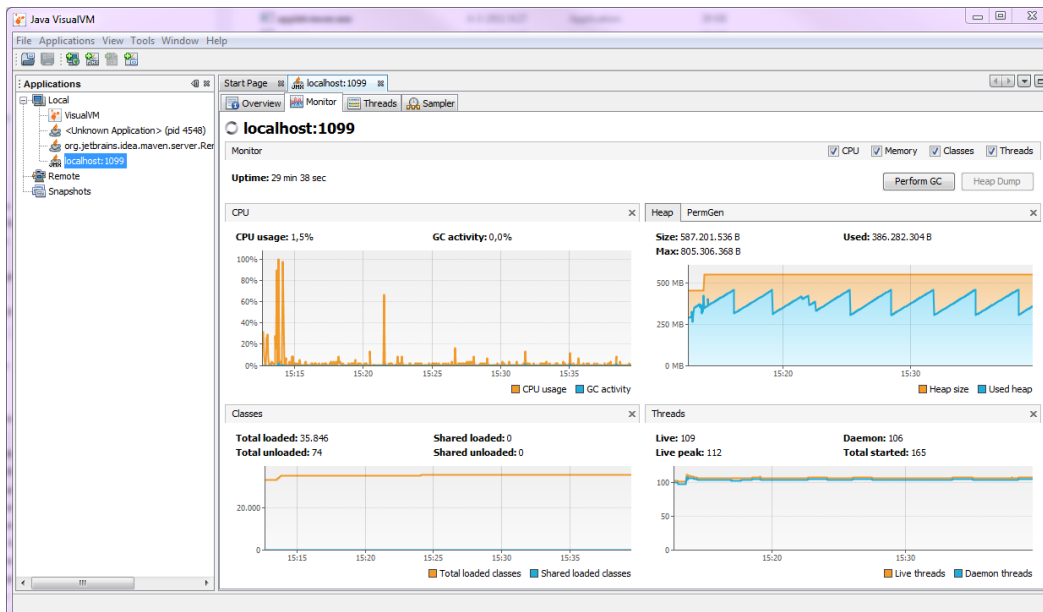 Java VisualVM
File Applications View Tools Window Help
Applications
Local
VisualVM
<Unknown Application> (pid 4548)
org.jetbrains.idea.maven.server.Rer
localhost:1099
Remote
Snapshots
Start Page localhost:1099
Overview Monitor Threads Sampler
localhost:1099
Monitor CPU Memory Classes Threads
Uptime: 29 min 38 sec
Perform GC Heap Dump
CPU
CPU usage: 1,5% GC activity: 0,0%
100%
80%
60%
40%
20%
0%
15:15 15:20 15:25 15:30 15:35
CPU usage GC activity
Heap PermGen
Size: 587.201.536 B Used: 386.282.304 B
Max: 805.306.368 B
500 MB
250 MB
0 MB
15:20 15:30
Heap size Used heap
Classes
Total loaded: 35.846 Shared loaded: 0
Total unloaded: 74 Shared unloaded: 0
20.000
0
15:15 15:20 15:25 15:30 15:35
Total loaded classes Shared loaded classes
Threads
Live: 109 Daemon: 106
Live peak: 112 Total started: 165
100
50
0
15:20 15:30
Live threads Daemon threads